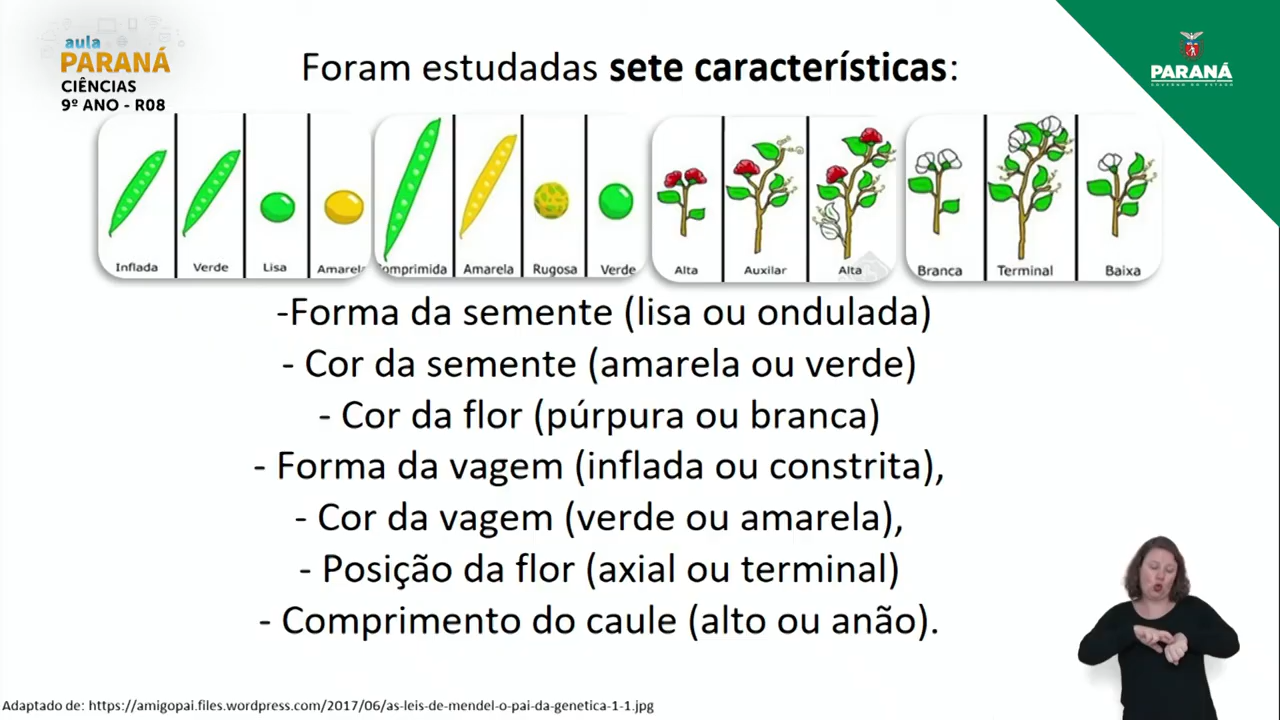 aula
PARANÁ
CIÊNCIAS
9º ANO - R08
Foram estudadas sete características:
PARANÁ
GOVERNO DO ESTADO
Inflada
Verde
Lisa
Amarel
omprimida
Amarela
Rugosa
Verde
Alta
Auxilar
Alta
Branca
Terminal
Baixa
-Forma da semente (lisa ou ondulada)
- Cor da semente (amarela ou verde)
- Cor da flor (púrpura ou branca)
- Forma da vagem (inflada ou constrita),
- Cor da vagem (verde ou amarela),
- Posição da flor (axial ou terminal)
- Comprimento do caule (alto ou anão).
Adaptado de: https://amigopai.files.wordpress.com/2017/06/as-leis-de-mendel-o-pai-da-genetica-1-1.jpg